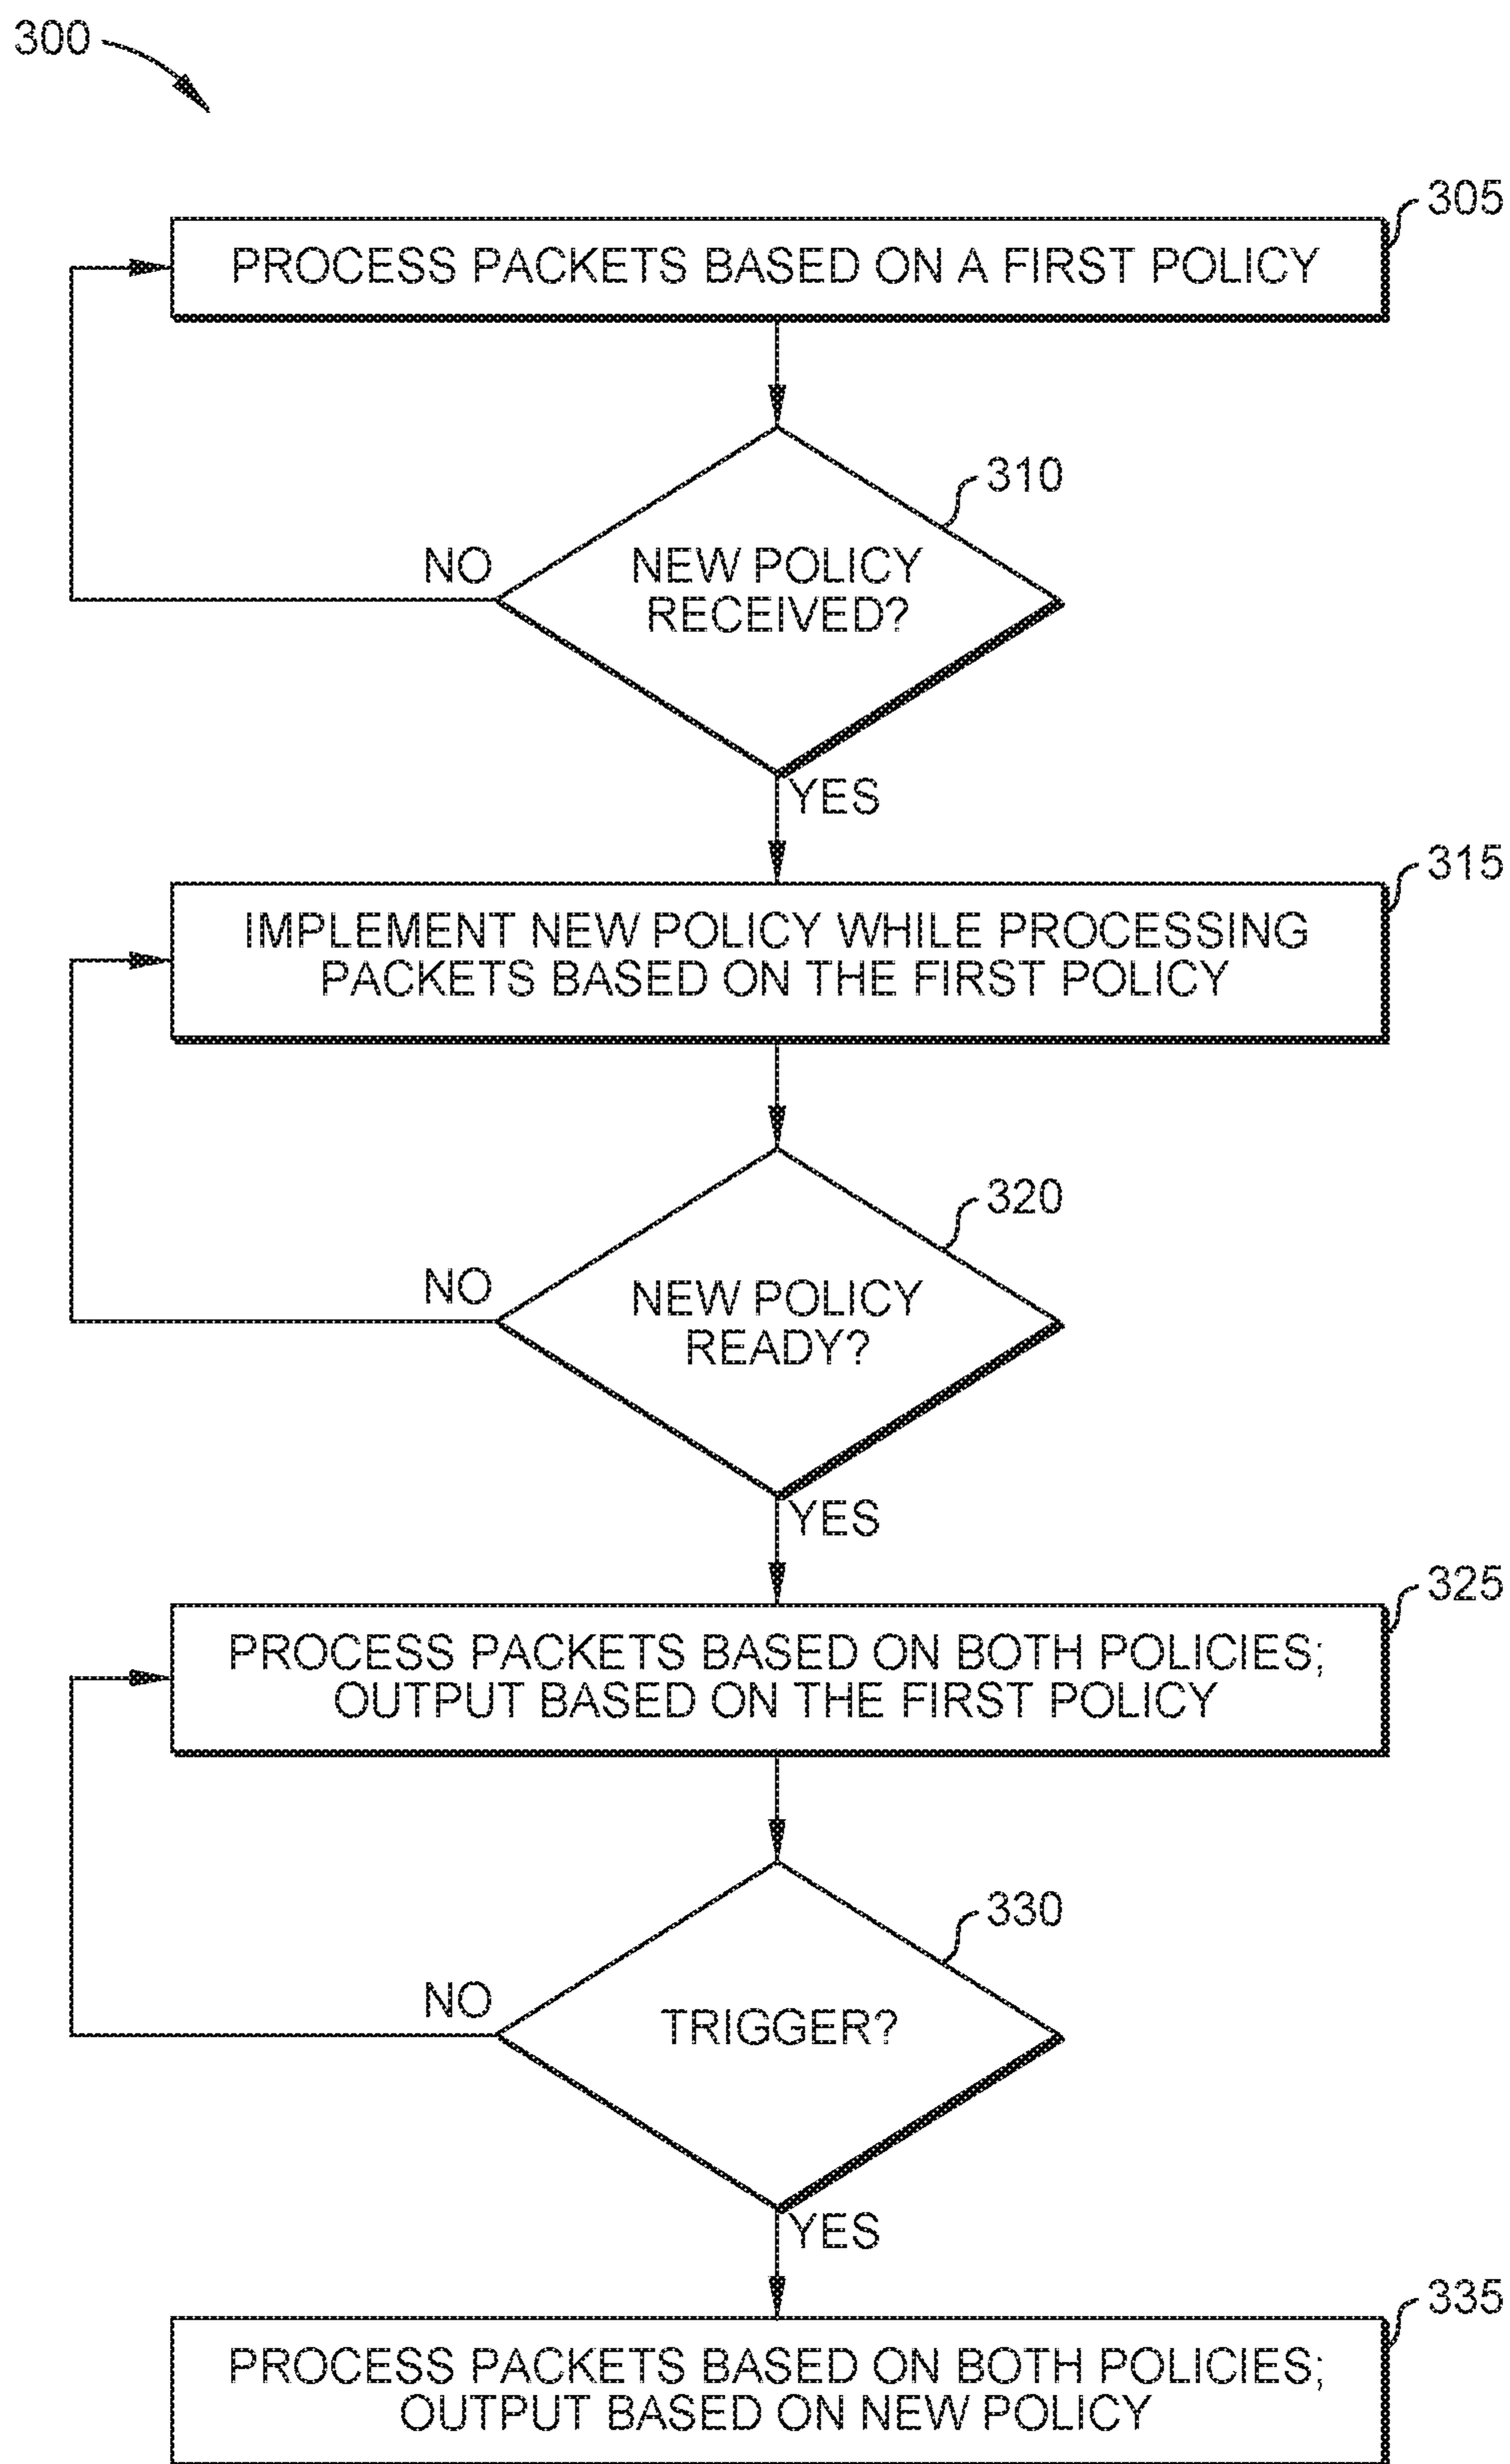 300
305
PROCESS PACKETS BASED ON A FIRST POLICY
310
NO
NEW POLICY
RECEIVED?
YES
315
IMPLEMENT NEW POLICY WHILE PROCESSING
PACKETS BASED ON THE FIRST POLICY
320
NO
NEW POLICY
READY?
YES
325
PROCESS PACKETS BASED ON BOTH POLICIES;
OUTPUT BASED ON THE FIRST POLICY
330
NO
TRIGGER?
YES
335
PROCESS PACKETS BASED ON BOTH POLICIES;
OUTPUT BASED ON NEW POLICY